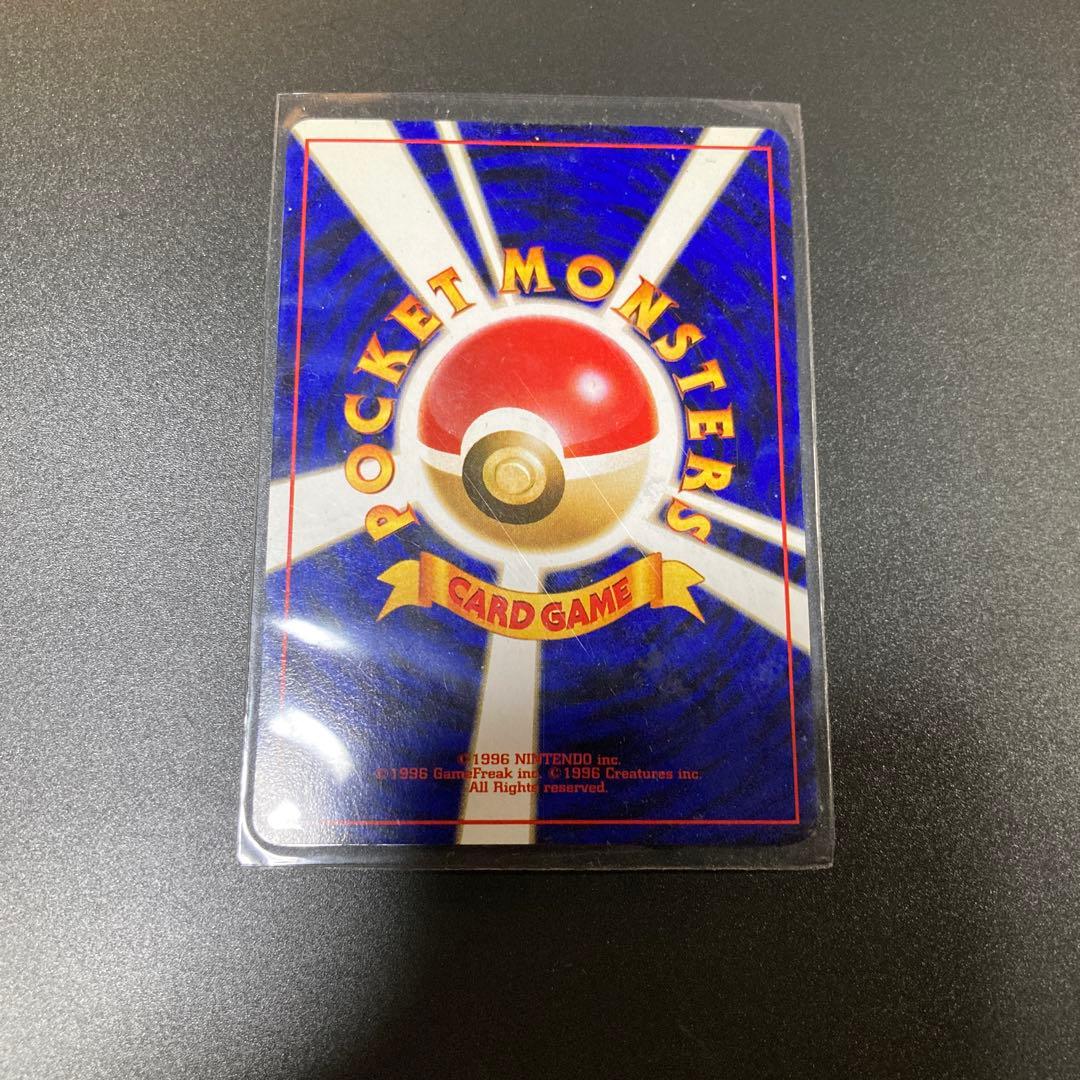 POCKET MONSTERS
CARD GAME
©1996 NINTENDO inc.
©1996 GameFreak inc. ©1996 Creatures inc.
All Rights reserved.